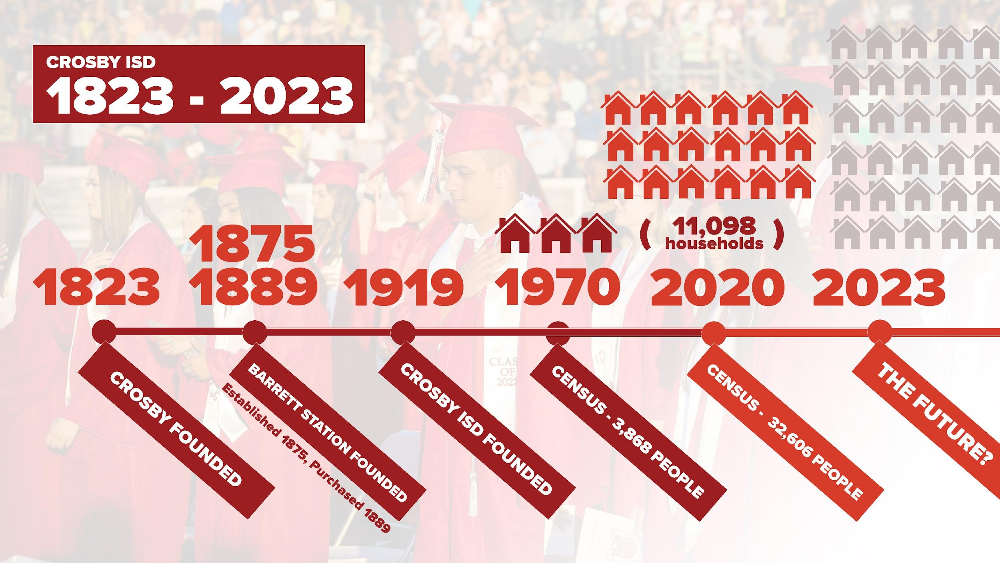 CROSBY ISD
1823 - 2023
11,098
( households )
1875
1823 1889 1919 1970 2020 2023
CROSBY FOUNDED
BARRETT STATION FOUNDED
Established 1875, Purchased 1889
CROSBY ISD FOUNDED
CENSUS - 3,868 PEOPLE
CENSUS - 32,606 PEOPLE
THE FUTURE?
CLASS
OF
2022